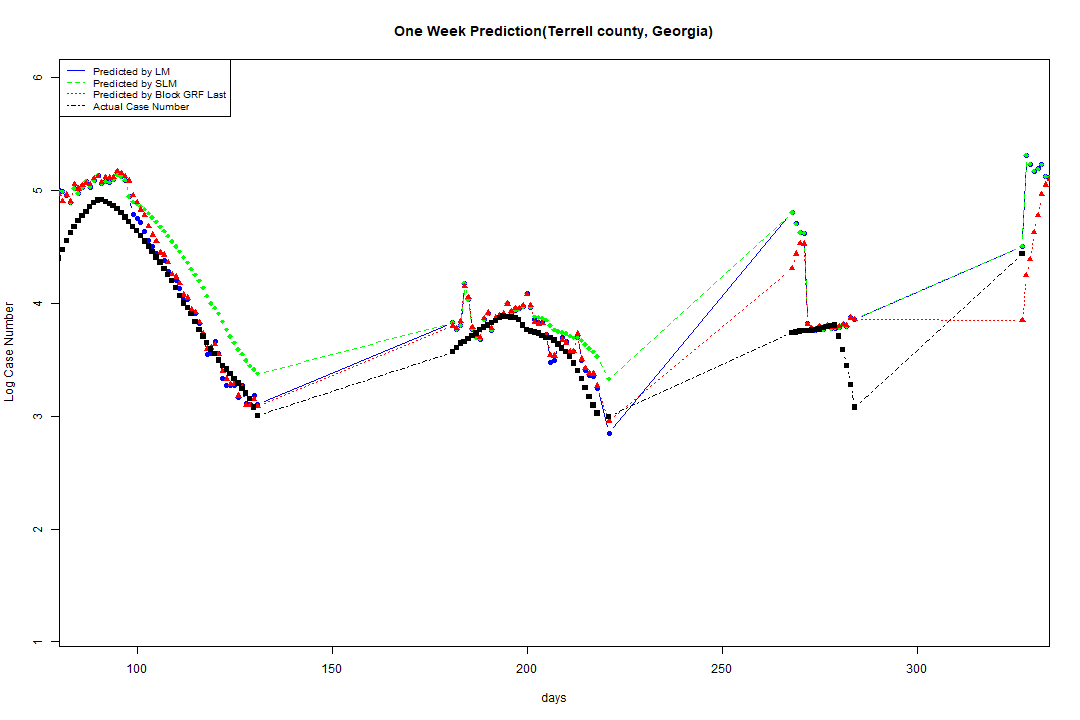 One Week Prediction(Terrell county, Georgia)
Predicted by LM
Predicted by SLM
Predicted by Block GRF Last
Actual Case Number
6
5
4
3
2
1
Log Case Number
100 150 200 250 300
days